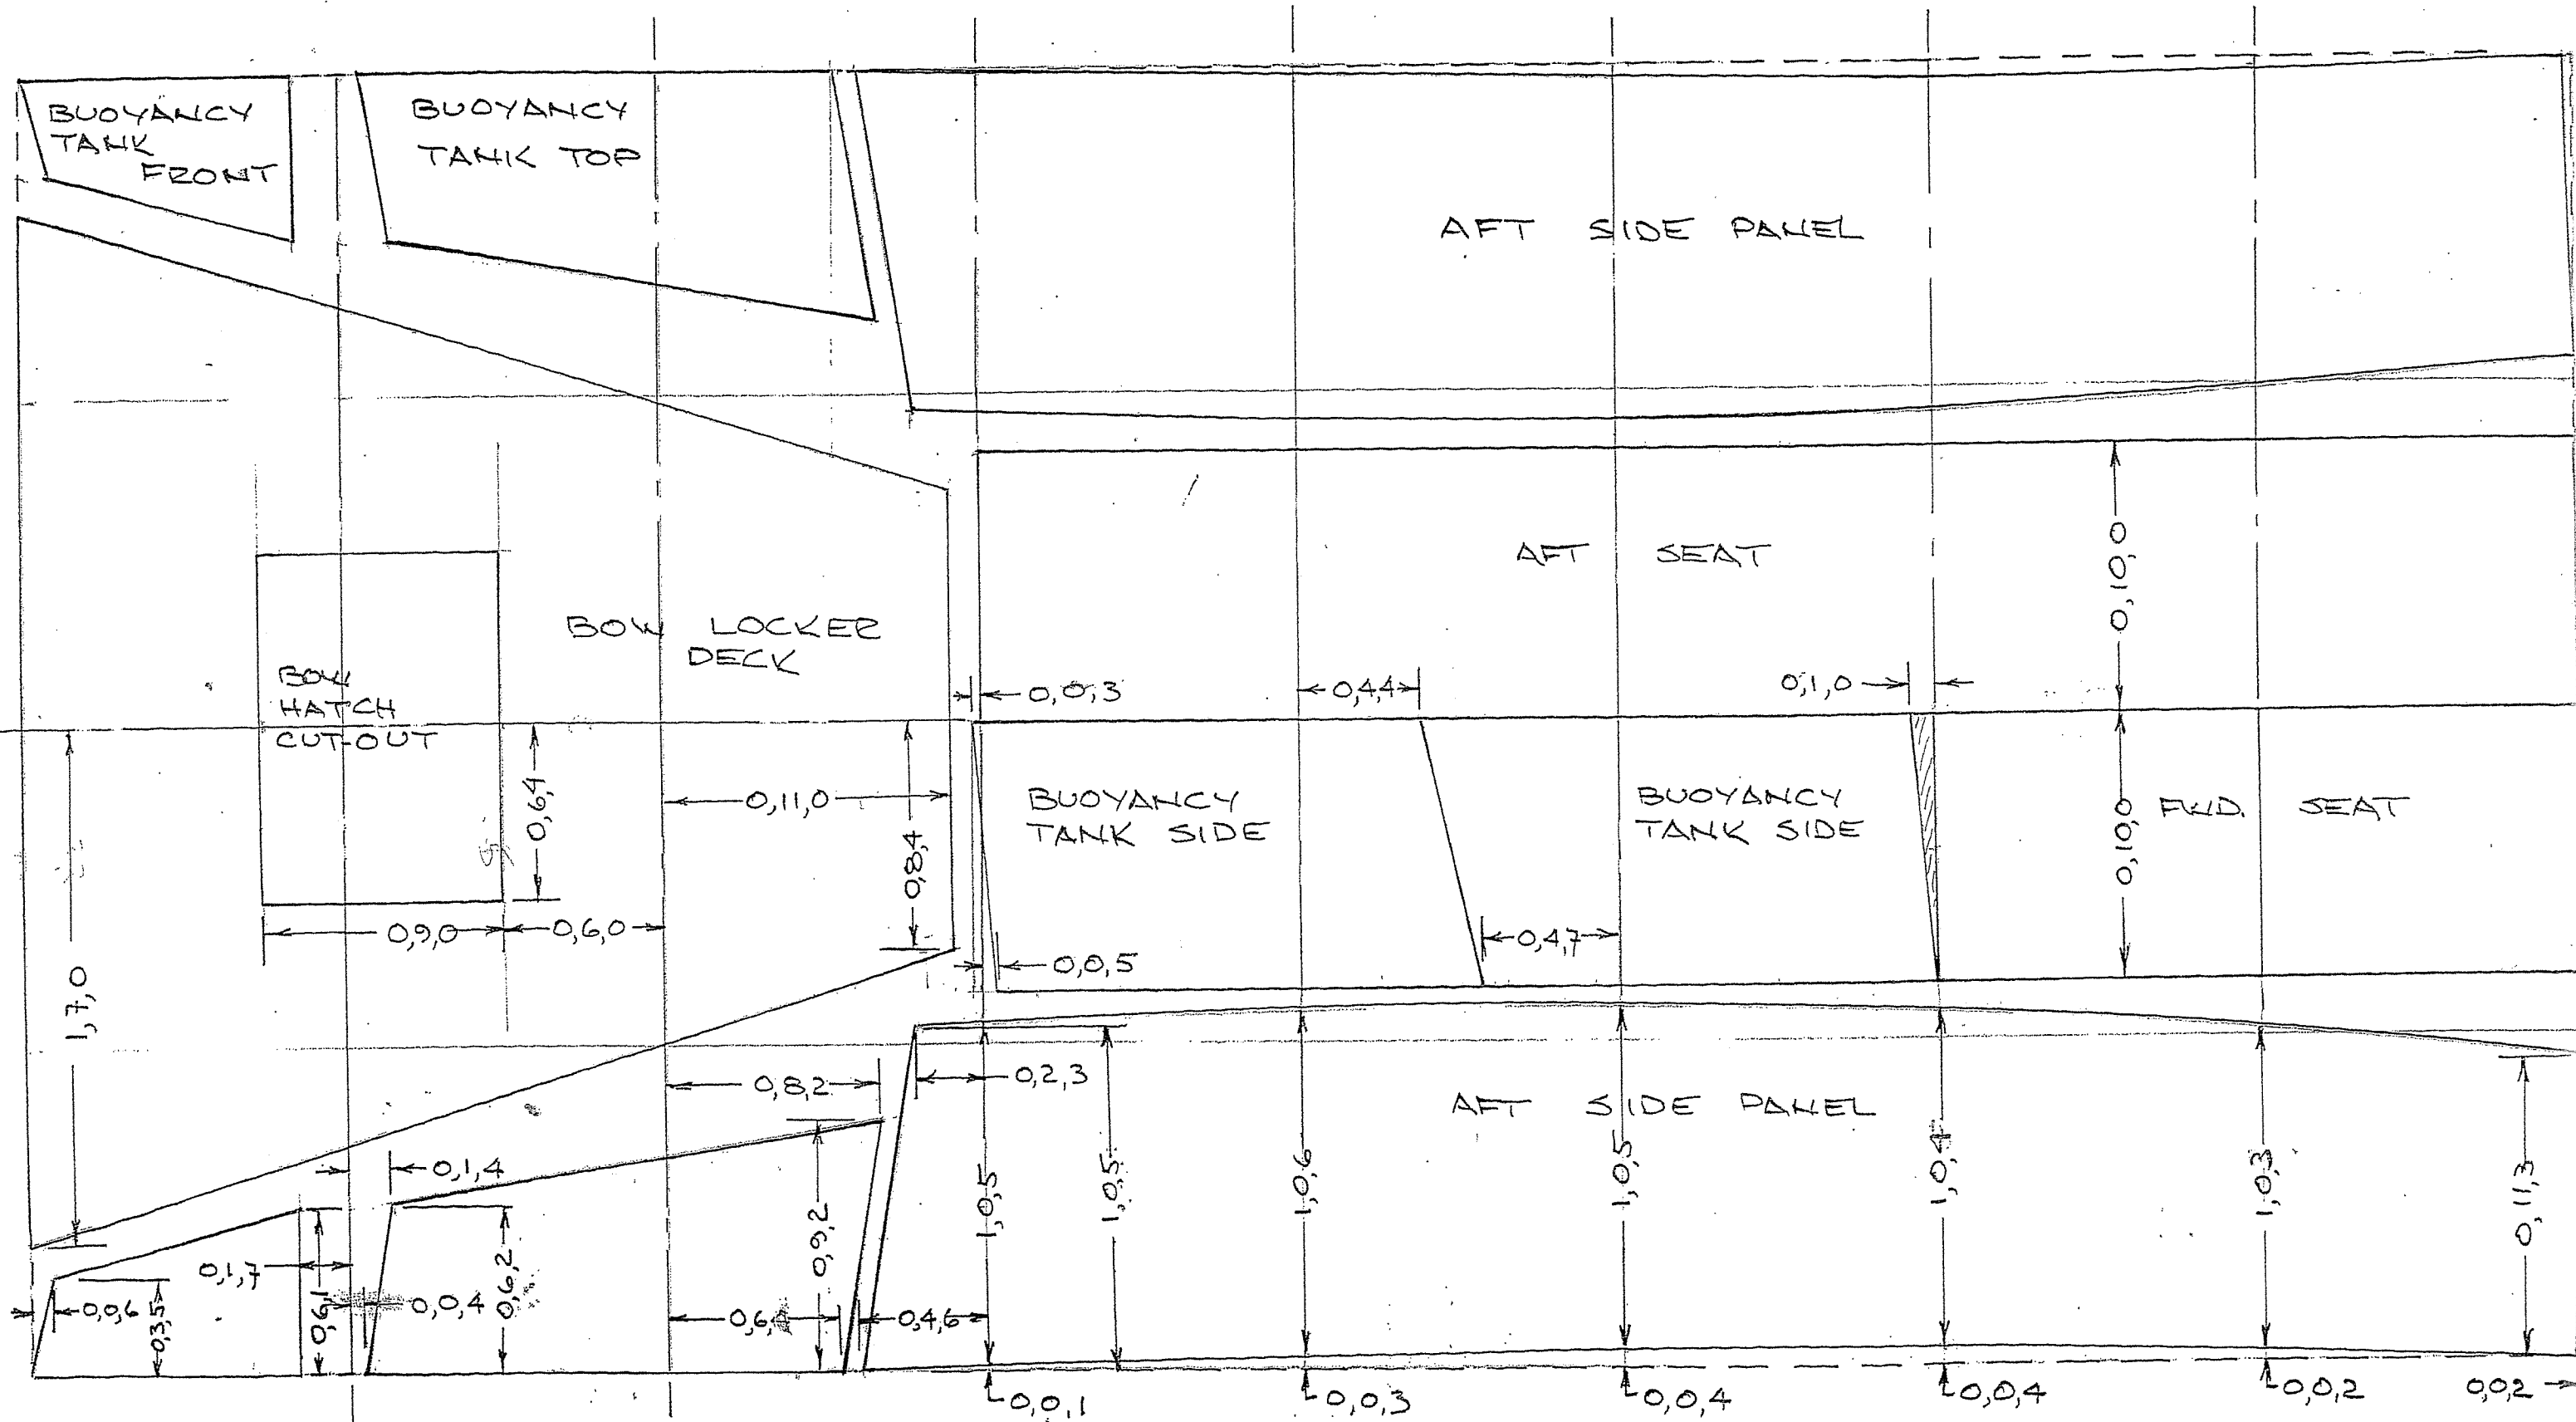 BUOYANCY
TANK
FRONT
BUOYANCY
TANK TOP
AFT SIDE PANEL
AFT SEAT
0,10,0
BOW LOCKER
DECK
BOW
HATCH
CUT-OUT
0,0,3
0,4,4
0,1,0
0,6,4
0,11,0
0,8,4
BUOYANCY
TANK SIDE
BUOYANCY
TANK SIDE
0,10,0
FWD. SEAT
0,9,0
0,6,0
0,4,7
0,0,5
1,7,0
0,8,2
0,2,3
AFT SIDE PANEL
0,1,4
1,0,5
1,0,5
1,0,6
1,0,5
1,0,4
1,0,3
0,11,3
0,1,7
0,9,2
0,6,2
0,0,6
0,3,5
0,6,1
0,0,4
0,4,6
0,0,1
0,0,3
0,0,4
0,0,4
0,0,2
0,0,2